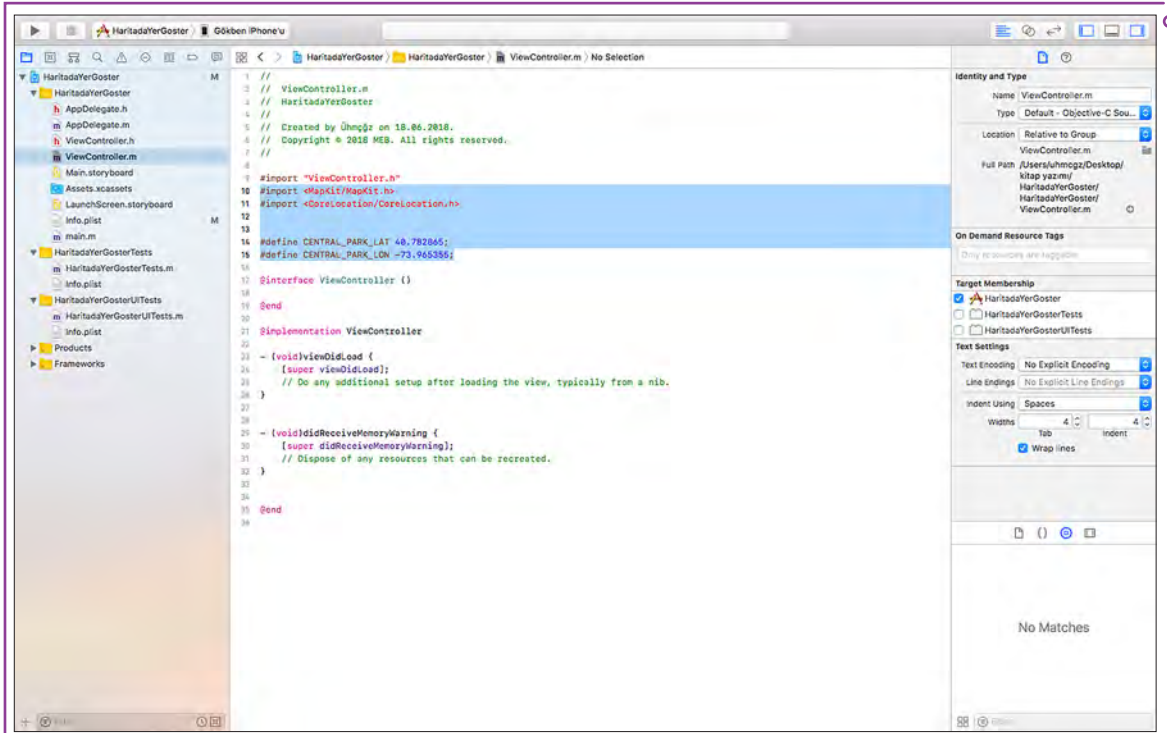 HaritadaYerGoster
Gökben iPhone'u
HaritadaYerGoster
HaritadaYerGoster
ViewController.m
No Selection
HaritadaYerGoster M
HaritadaYerGoster
h AppDelegate.h
m AppDelegate.m
h ViewController.h
m ViewController.m
Main.storyboard
Assets.xcassets
LaunchScreen.storyboard
Info.plist M
m main.m
HaritadaYerGosterTests
m HaritadaYerGosterTests.m
Info.plist
HaritadaYerGosterUITests
m HaritadaYerGosterUITests.m
Info.plist
Products
Frameworks
1 //
2 // ViewController.m
3 // HaritadaYerGoster
4 //
5 // Created by Ühmçğz on 18.06.2018.
6 // Copyright © 2018 MEB. All rights reserved.
7 //
8
9 #import "ViewController.h"
10 #import <MapKit/MapKit.h>
11 #import <CoreLocation/CoreLocation.h>
12
13
14 #define CENTRAL_PARK_LAT 40.782865;
15 #define CENTRAL_PARK_LON -73.965355;
16
17 @interface ViewController ()
18
19 @end
20
21 @implementation ViewController
22
23 - (void)viewDidLoad {
24 [super viewDidLoad];
25 // Do any additional setup after loading the view, typically from a nib.
26 }
27
28
29 - (void)didReceiveMemoryWarning {
30 [super didReceiveMemoryWarning];
31 // Dispose of any resources that can be recreated.
32 }
33
34
35 @end
36
Identity and Type
Name ViewController.m
Type Default - Objective-C Sou...
Location Relative to Group
ViewController.m
Full Path /Users/uhmcgz/Desktop/
kitap yazımı/
HaritadaYerGoster/
HaritadaYerGoster/
ViewController.m
On Demand Resource Tags
Only resources are taggable
Target Membership
HaritadaYerGoster
HaritadaYerGosterTests
HaritadaYerGosterUITests
Text Settings
Text Encoding No Explicit Encoding
Line Endings No Explicit Line Endings
Indent Using Spaces
Widths 4 4
Tab Indent
Wrap lines
{}
No Matches